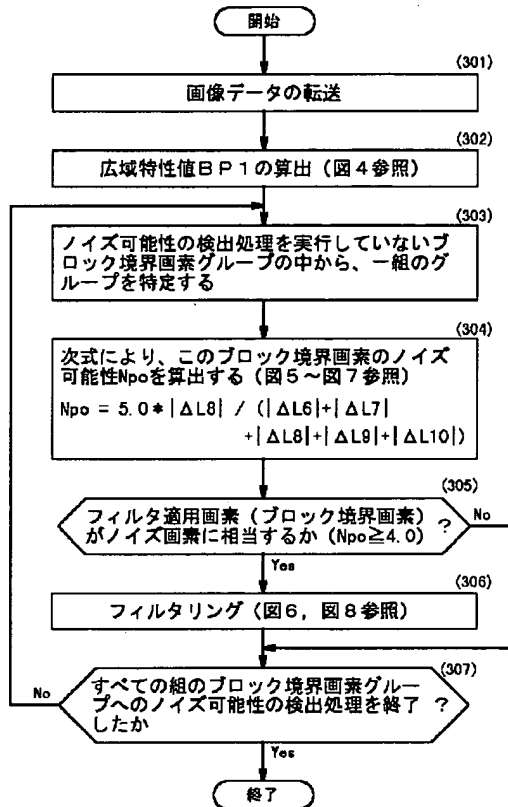 開始
(301)
画像データの転送
(302)
広域特性値BP1の算出（図4参照）
(303)
ノイズ可能性の検出処理を実行していないブ
ロック境界画素グループの中から、一組のグ
ループを特定する
(304)
次式により、このブロック境界画素のノイズ
可能性Npoを算出する（図5～図7参照）
Npo = 5.0*|ΔL8| / (|ΔL6|+|ΔL7|
+|ΔL8|+|ΔL9|+|ΔL10|)
(305)
フィルタ適用画素（ブロック境界画素）
がノイズ画素に相当するか（Npo≧4.0）
?
No
Yes
(306)
フィルタリング（図6，図8参照）
(307)
No
すべての組のブロック境界画素グルー
プへのノイズ可能性の検出処理を終了
したか
?
Yes
終了